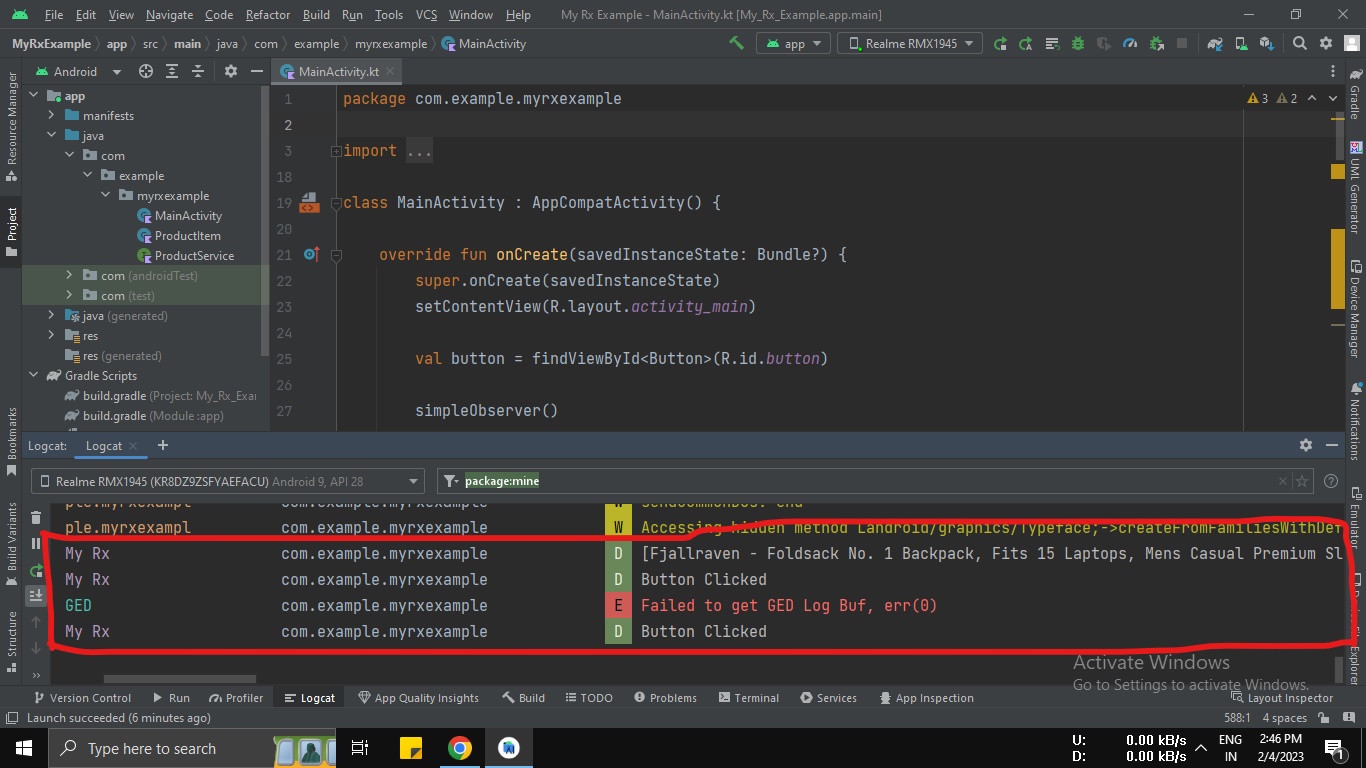 File Edit View Navigate Code Refactor Build Run Tools VCS Window Help My Rx Example - MainActivity.kt [My_Rx_Example.app.main]
MyRxExample app src main java com example myrxexample MainActivity app Realme RMX1945
Android
MainActivity.kt
Resource Manager
Project
Bookmarks
Build Variants
Structure
app
manifests
java
com
example
myrxexample
MainActivity
ProductItem
ProductService
com (androidTest)
com (test)
java (generated)
res
res (generated)
Gradle Scripts
build.gradle (Project: My_Rx_Exa
build.gradle (Module :app)
1 package com.example.myrxexample
3 2
2
3 import ...
18
19 class MainActivity : AppCompatActivity() {
20
21 override fun onCreate(savedInstanceState: Bundle?) {
22 super.onCreate(savedInstanceState)
23 setContentView(R.layout.activity_main)
24
25 val button = findViewById<Button>(R.id.button)
26
27 simpleObserver()
Gradle
UML Generator
Device Manager
Notifications
Emulator
Explorer
Logcat: Logcat
Realme RMX1945 (KR8DZ9ZSFYAEFACU) Android 9, API 28 package:mine
ple.myrxexampl com.example.myrxexample W SendCommonDcs: end
ple.myrxexampl com.example.myrxexample W Accessing hidden method Landroid/graphics/Typeface;->createFromFamiliesWithDef
My Rx com.example.myrxexample D [Fjallraven - Foldsack No. 1 Backpack, Fits 15 Laptops, Mens Casual Premium Sl
My Rx com.example.myrxexample D Button Clicked
GED com.example.myrxexample E Failed to get GED Log Buf, err(0)
My Rx com.example.myrxexample D Button Clicked
Activate Windows
Go to Settings to activate Windows.
Version Control Run Profiler Logcat App Quality Insights Build TODO Problems Terminal Services App Inspection Layout Inspector
Launch succeeded (6 minutes ago) 588:1 4 spaces
Type here to search
U: 0.00 kB/s
D: 0.00 kB/s
ENG
IN
2:46 PM
2/4/2023
1